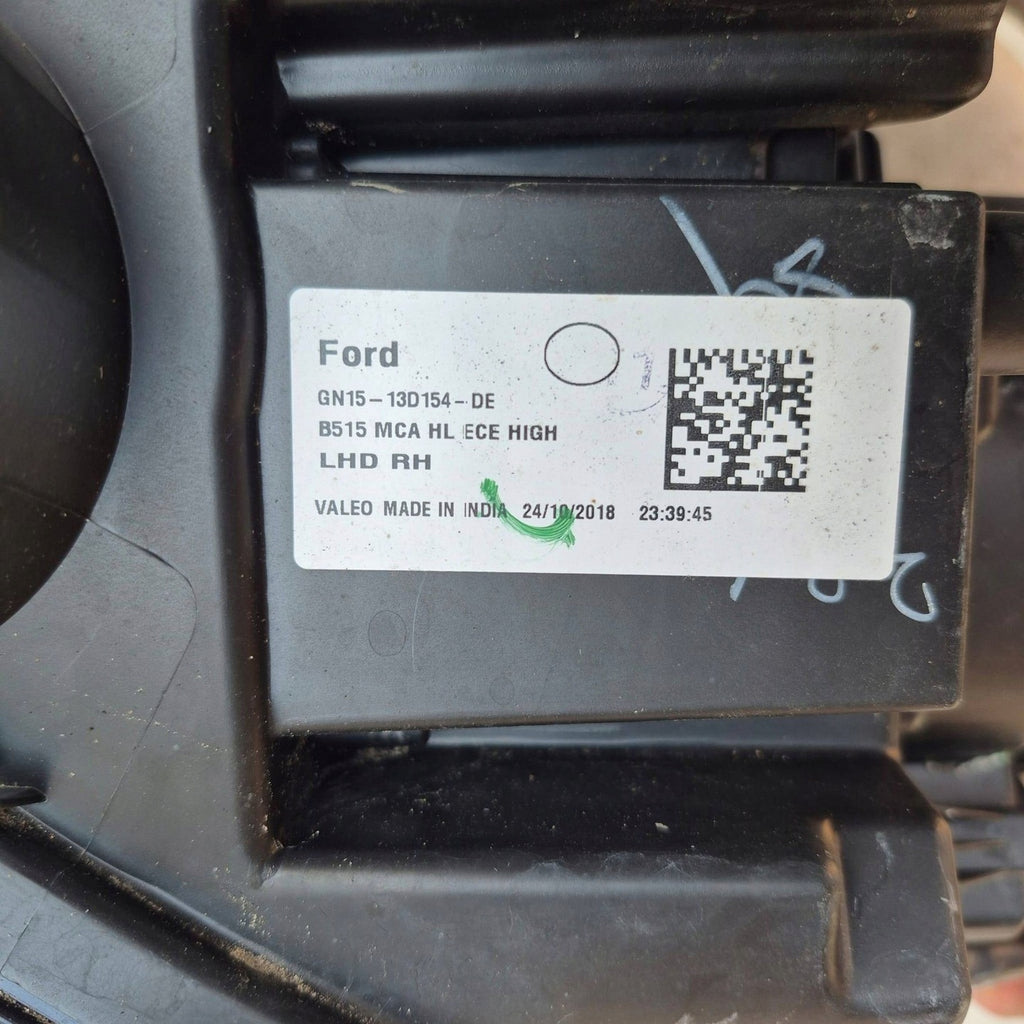 Ford
GN15-13D154-DE
B515 MCA HL ECE HIGH
LHD RH
VALEO MADE IN INDIA 24/10/2018 23:39:45